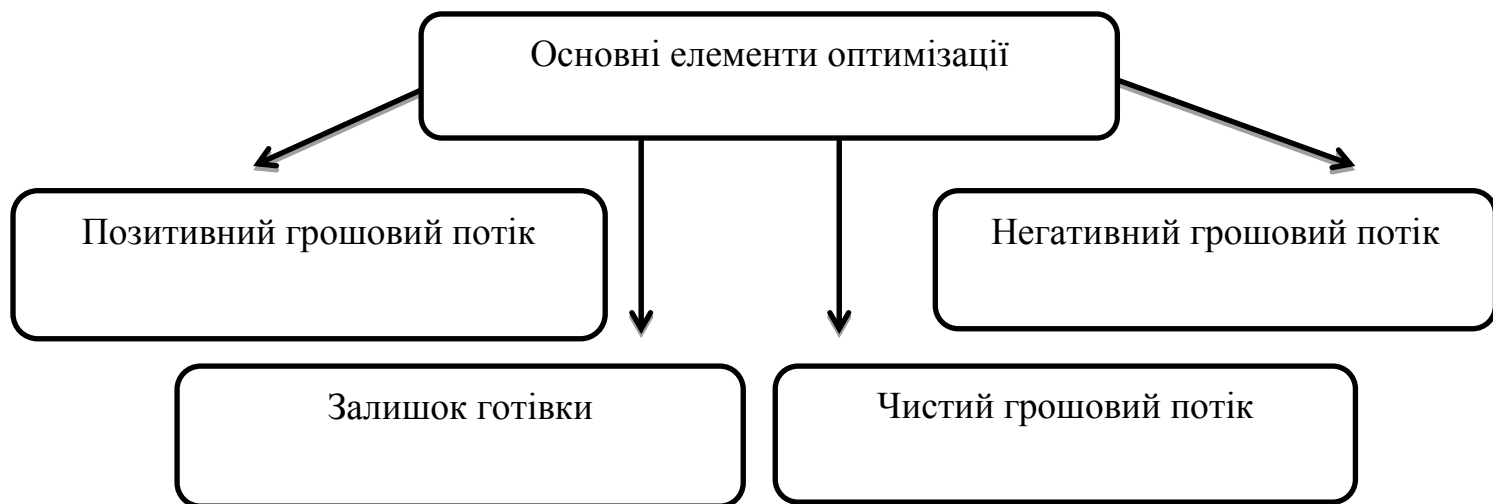 Основні елементи оптимізації
Позитивний грошовий потік
Негативний грошовий потік
Залишок готівки
Чистий грошовий потік